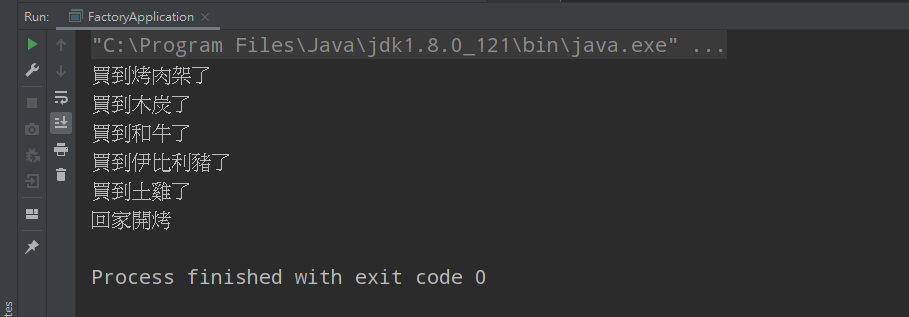 Run: FactoryApplication
"C:\Program Files\Java\jdk1.8.0_121\bin\java.exe" ...
買到烤肉架了
買到木炭了
買到和牛了
買到伊比利豬了
買到土雞了
回家開烤
Process finished with exit code 0
tes